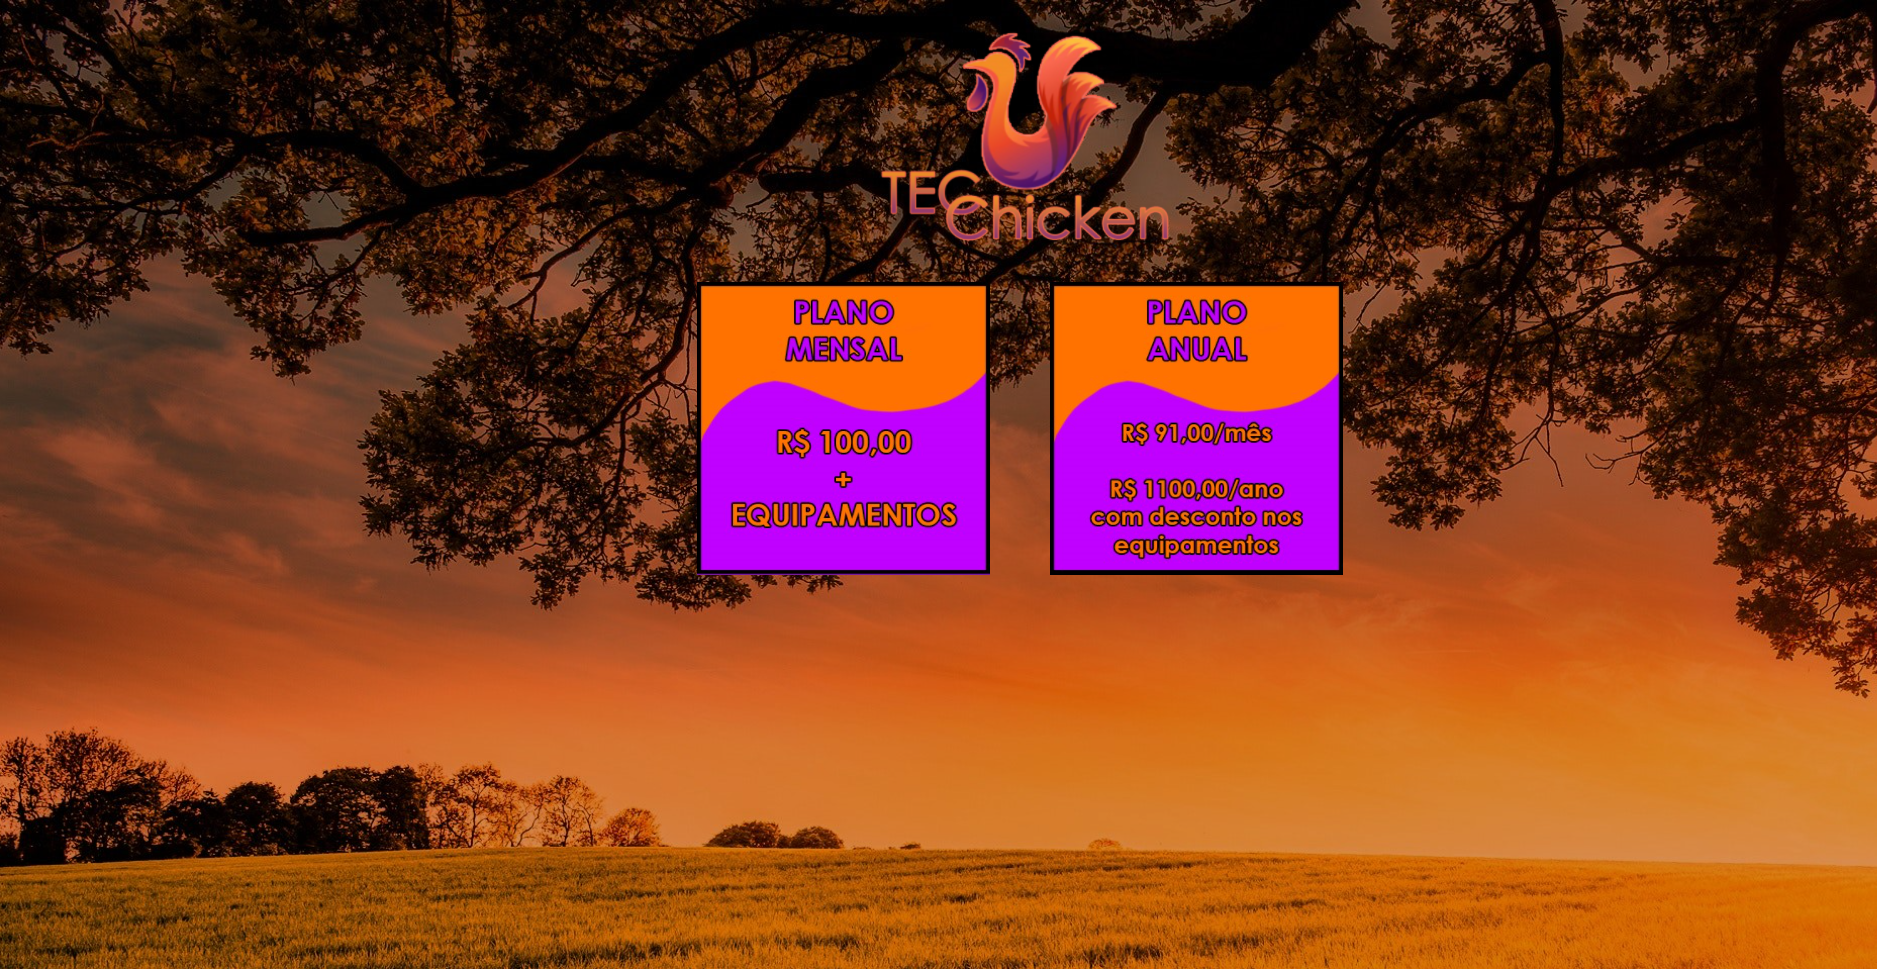 TEC
Chicken
PLANO
MENSAL
R$ 100,00
+
EQUIPAMENTOS
PLANO
ANUAL
R$ 91,00/mês
R$ 1100,00/ano
com desconto nos
equipamentos